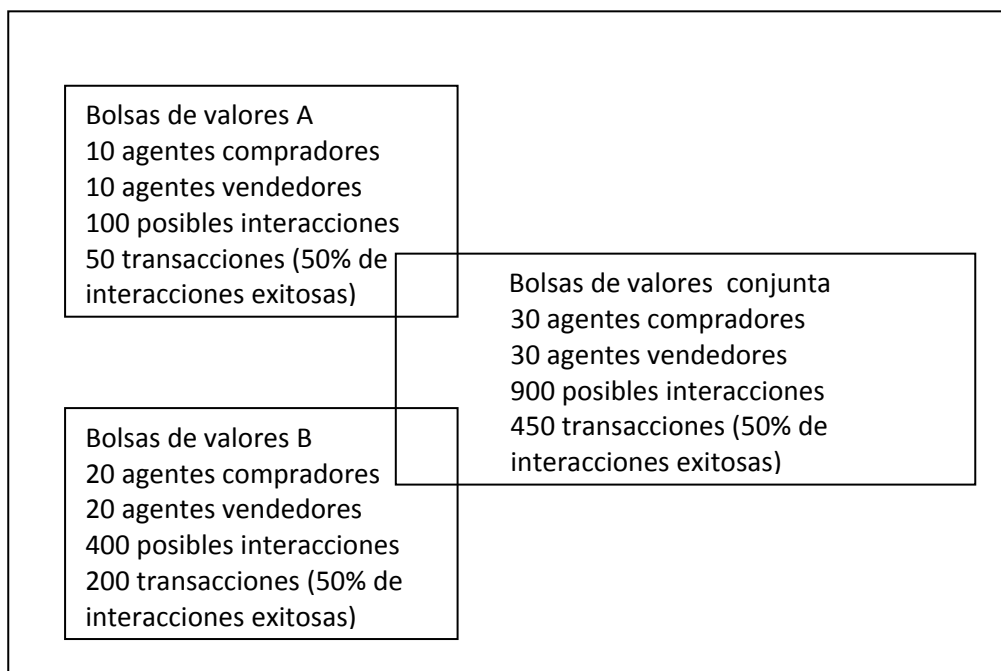 Bolsas de valores A
10 agentes compradores
10 agentes vendedores
100 posibles interacciones
50 transacciones (50% de
interacciones exitosas)
Bolsas de valores conjunta
30 agentes compradores
30 agentes vendedores
900 posibles interacciones
450 transacciones (50% de
interacciones exitosas)
Bolsas de valores B
20 agentes compradores
20 agentes vendedores
400 posibles interacciones
200 transacciones (50% de
interacciones exitosas)